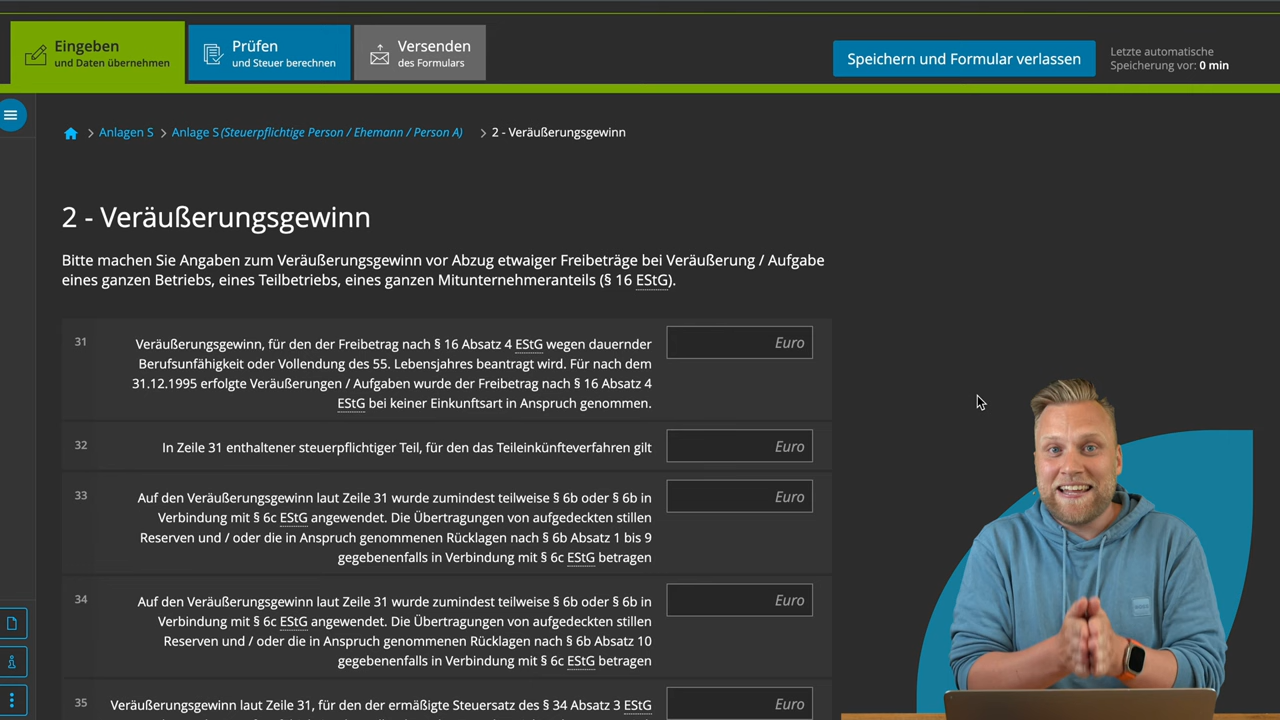 Eingeben
und Daten übernehmen
Prüfen
und Steuer berechnen
Versenden
des Formulars
Speichern und Formular verlassen
Letzte automatische
Speicherung vor: 0 min
Anlagen S
Anlage S (Steuerpflichtige Person / Ehemann / Person A)
2 - Veräußerungsgewinn
2 - Veräußerungsgewinn
Bitte machen Sie Angaben zum Veräußerungsgewinn vor Abzug etwaiger Freibeträge bei Veräußerung / Aufgabe
eines ganzen Betriebs, eines Teilbetriebs, eines ganzen Mitunternehmeranteils (§ 16 EStG).
31
Veräußerungsgewinn, für den der Freibetrag nach § 16 Absatz 4 EStG wegen dauernder
Berufsunfähigkeit oder Vollendung des 55. Lebensjahres beantragt wird. Für nach dem
31.12.1995 erfolgte Veräußerungen / Aufgaben wurde der Freibetrag nach § 16 Absatz 4
EStG bei keiner Einkunftsart in Anspruch genommen.
Euro
32
In Zeile 31 enthaltener steuerpflichtiger Teil, für den das Teileinkünfteverfahren gilt
Euro
33
Auf den Veräußerungsgewinn laut Zeile 31 wurde zumindest teilweise § 6b oder § 6b in
Verbindung mit § 6c EStG angewendet. Die Übertragungen von aufgedeckten stillen
Reserven und / oder die in Anspruch genommenen Rücklagen nach § 6b Absatz 1 bis 9
gegebenenfalls in Verbindung mit § 6c EStG betragen
Euro
34
Auf den Veräußerungsgewinn laut Zeile 31 wurde zumindest teilweise § 6b oder § 6b in
Verbindung mit § 6c EStG angewendet. Die Übertragungen von aufgedeckten stillen
Reserven und / oder die in Anspruch genommenen Rücklagen nach § 6b Absatz 10
gegebenenfalls in Verbindung mit § 6c EStG betragen
Euro
35
Veräußerungsgewinn laut Zeile 31, für den der ermäßigte Steuersatz des § 34 Absatz 3 EStG
Euro